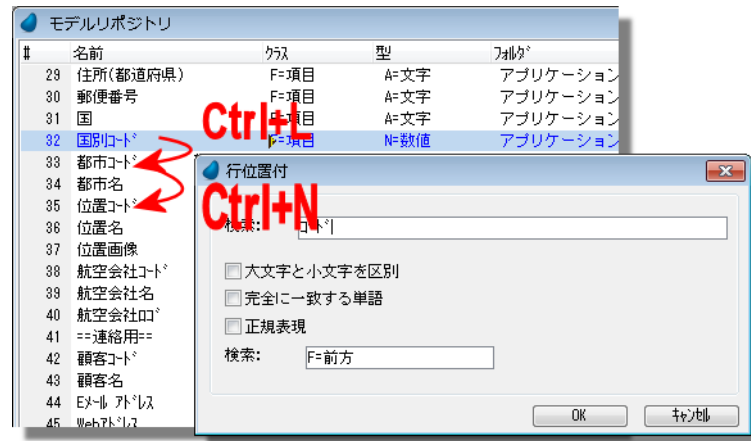 モデルリポジトリ
# 名前 クラス 型 フォルダ
29 住所(都道府県) F=項目 A=文字 アプリケーション
30 郵便番号 F=項目 A=文字 アプリケーション
31 国 F=項目 A=文字 アプリケーション
32 国別コード F=項目 N=数値 アプリケーション
Ctrl+L
33 都市コード
34 都市名
35 位置コード
36 位置名
37 位置画像
38 航空会社コード
39 航空会社名
40 航空会社ロゴ
41 ==連絡用==
42 顧客コード
43 顧客名
44 Eメール アドレス
45 Webアドレス
行位置付
Ctrl+N
検索: コード
大文字と小文字を区別
完全に一致する単語
正規表現
検索: F=前方
OK キャンセル